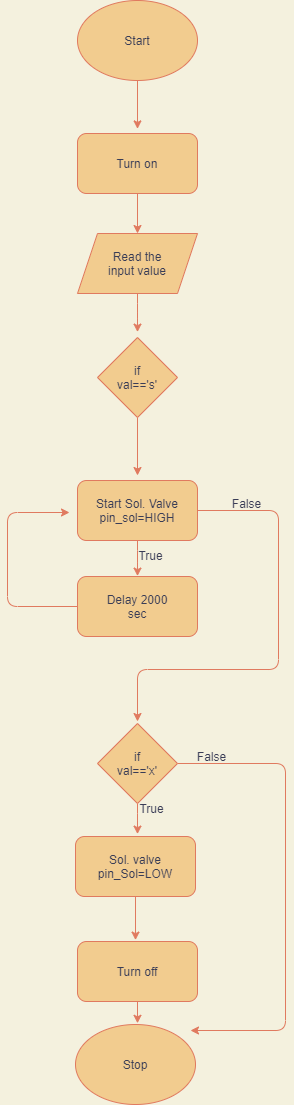 Start
Turn on
Read the
input value
if
val=='s'
Start Sol. Valve
pin_sol=HIGH
False
True
Delay 2000
sec
if
val=='x'
False
True
Sol. valve
pin_Sol=LOW
Turn off
Stop